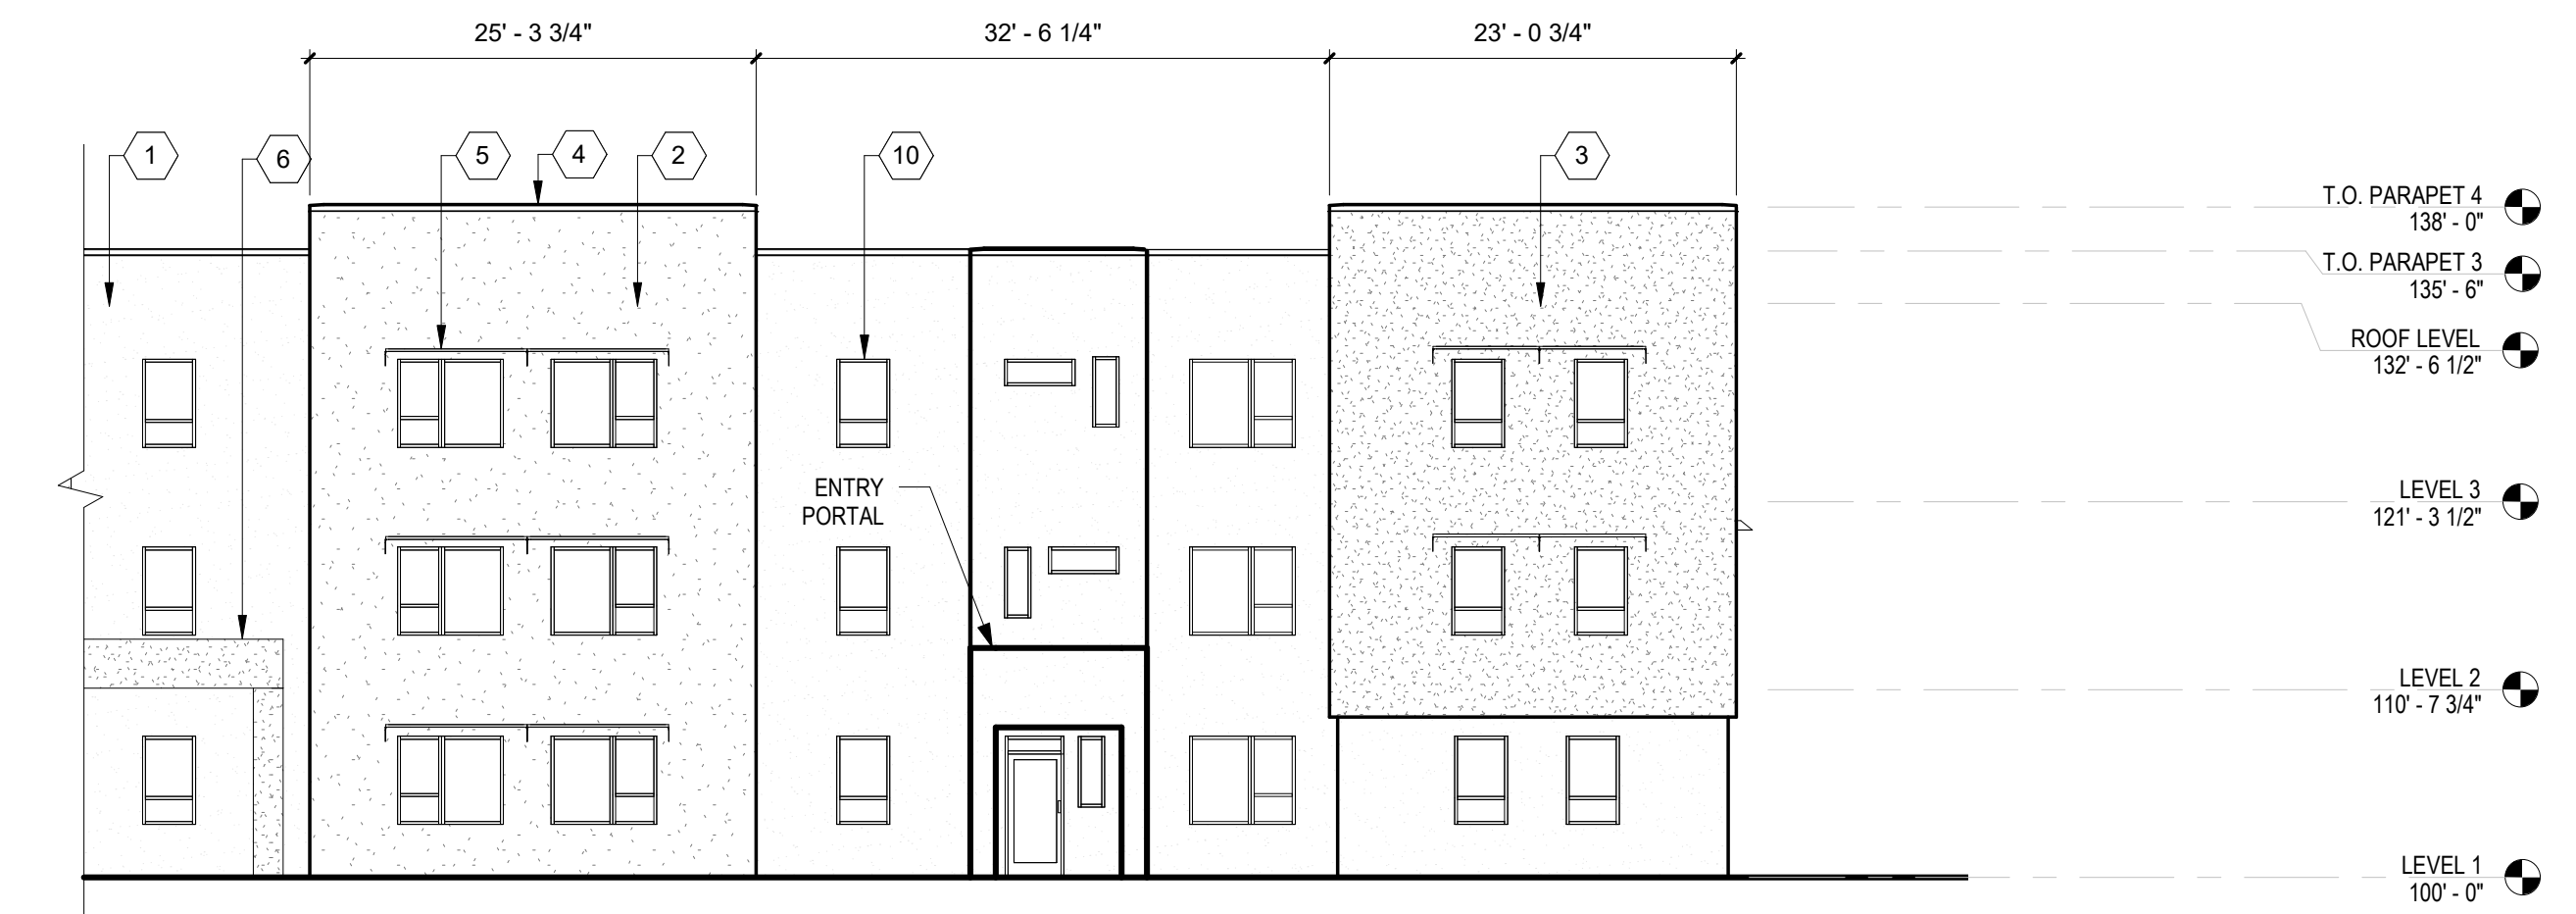 25' - 3 3/4"
32' - 6 1/4"
23' - 0 3/4"
1
6
5
4
2
10
3
T.O. PARAPET 4
138' - 0"
T.O. PARAPET 3
135' - 6"
ROOF LEVEL
132' - 6 1/2"
ENTRY
PORTAL
LEVEL 3
121' - 3 1/2"
LEVEL 2
110' - 7 3/4"
LEVEL 1
100' - 0"